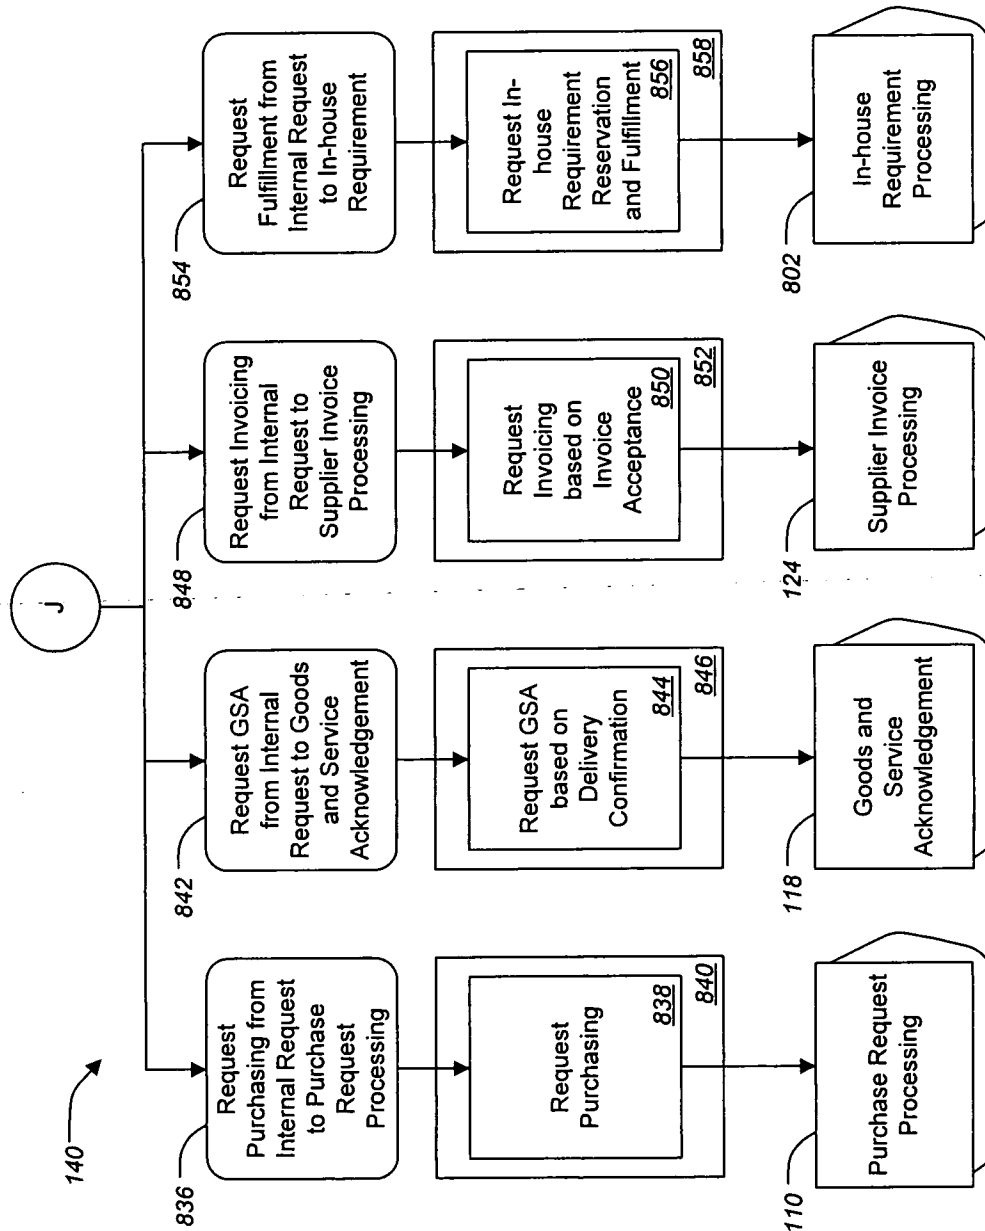 140
J
836
Request
Purchasing from
Internal Request
to Purchase
Request
Processing
842
Request GSA
from Internal
Request to Goods
and Service
Acknowledgement
848
Request Invoicing
from Internal
Request to
Supplier Invoice
Processing
854
Request
Fulfillment from
Internal Request
to In-house
Requirement
Request
Purchasing
838
840
Request GSA
based on
Delivery
Confirmation
844
846
Request
Invoicing
based on
Invoice
Acceptance
850
852
Request In-
house
Requirement
Reservation
and Fulfillment
856
858
110
Purchase Request
Processing
118
Goods and
Service
Acknowledgement
124
Supplier Invoice
Processing
802
In-house
Requirement
Processing